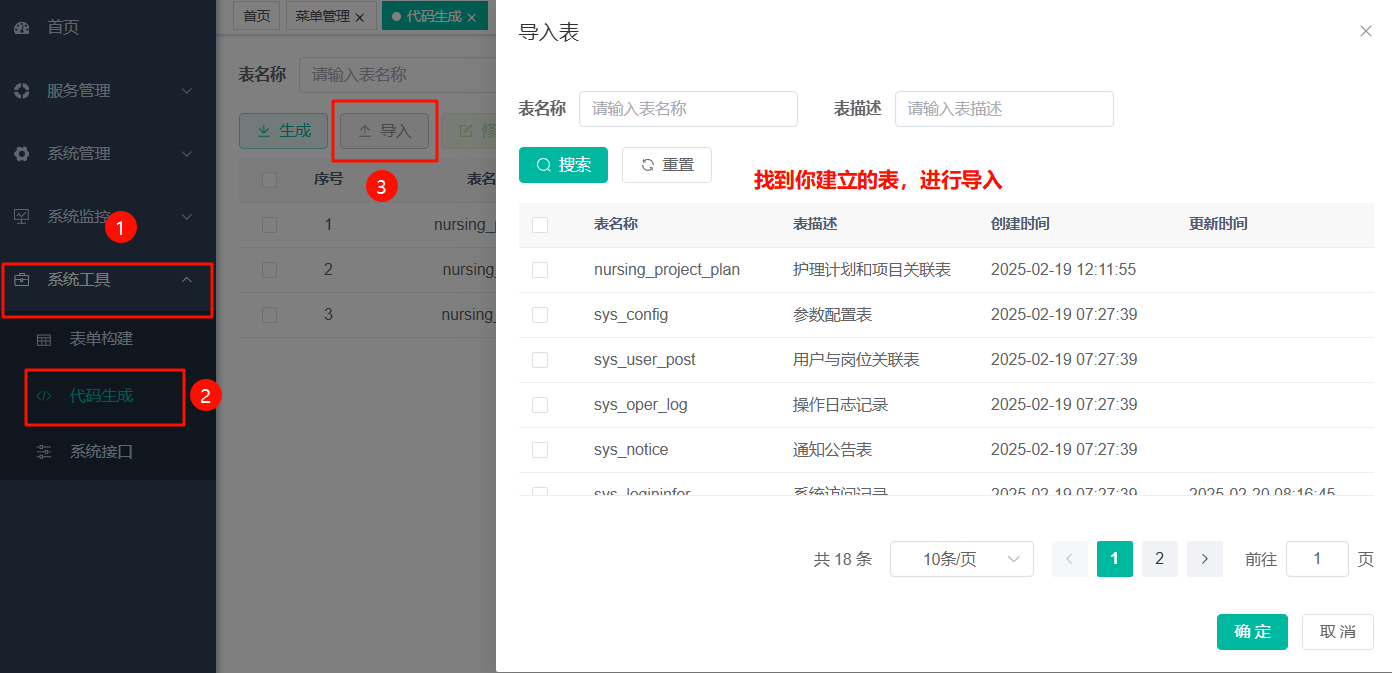 首页
服务管理
系统管理
系统监控
1
系统工具
表单构建
代码生成
2
系统接口
首页
菜单管理
代码生成
表名称 请输入表名称
生成
导入
3
序号 表名
1 nursing_
2 nursing_
3 nursing_
导入表
表名称 请输入表名称 表描述 请输入表描述
搜索 重置
找到你建立的表，进行导入
表名称 表描述 创建时间 更新时间
nursing_project_plan 护理计划和项目关联表 2025-02-19 12:11:55
sys_config 参数配置表 2025-02-19 07:27:39
sys_user_post 用户与岗位关联表 2025-02-19 07:27:39
sys_oper_log 操作日志记录 2025-02-19 07:27:39
sys_notice 通知公告表 2025-02-19 07:27:39
sys_logininfor 系统访问记录 2025-02-19 07:27:39 2025-02-20 08:16:45
共 18 条 10条/页 1 2 前往 1 页
确 定 取 消